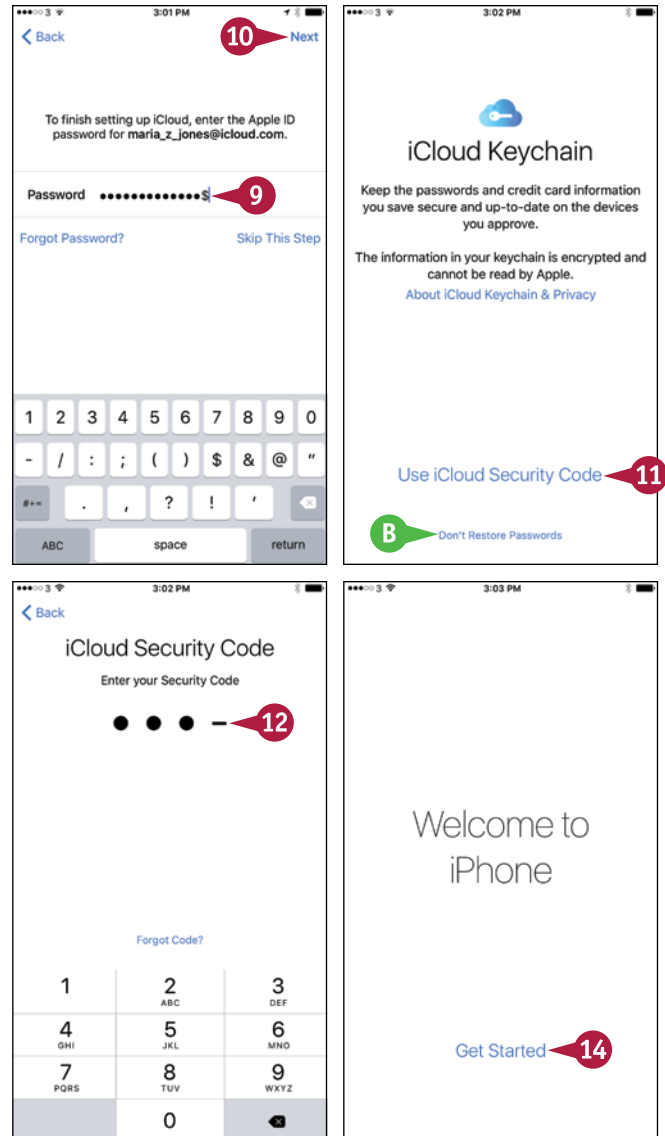 3 3:01 PM
Back 10 Next
To finish setting up iCloud, enter the Apple ID
password for maria_z_jones@icloud.com.
Password ●●●●●●●●●●●●●$ 9
Forgot Password? Skip This Step
1 2 3 4 5 6 7 8 9 0
- / : ; ( ) $ & @ "
#+= . , ? ! '
ABC space return
3 3:02 PM
iCloud Keychain
Keep the passwords and credit card information
you save secure and up-to-date on the devices
you approve.
The information in your keychain is encrypted and
cannot be read by Apple.
About iCloud Keychain & Privacy
Use iCloud Security Code 11
B Don't Restore Passwords
3 3:02 PM
Back
iCloud Security Code
Enter your Security Code
12
Forgot Code?
1 2 3
ABC DEF
4 5 6
GHI JKL MNO
7 8 9
PQRS TUV WXYZ
0
3 3:03 PM
Welcome to
iPhone
Get Started 14